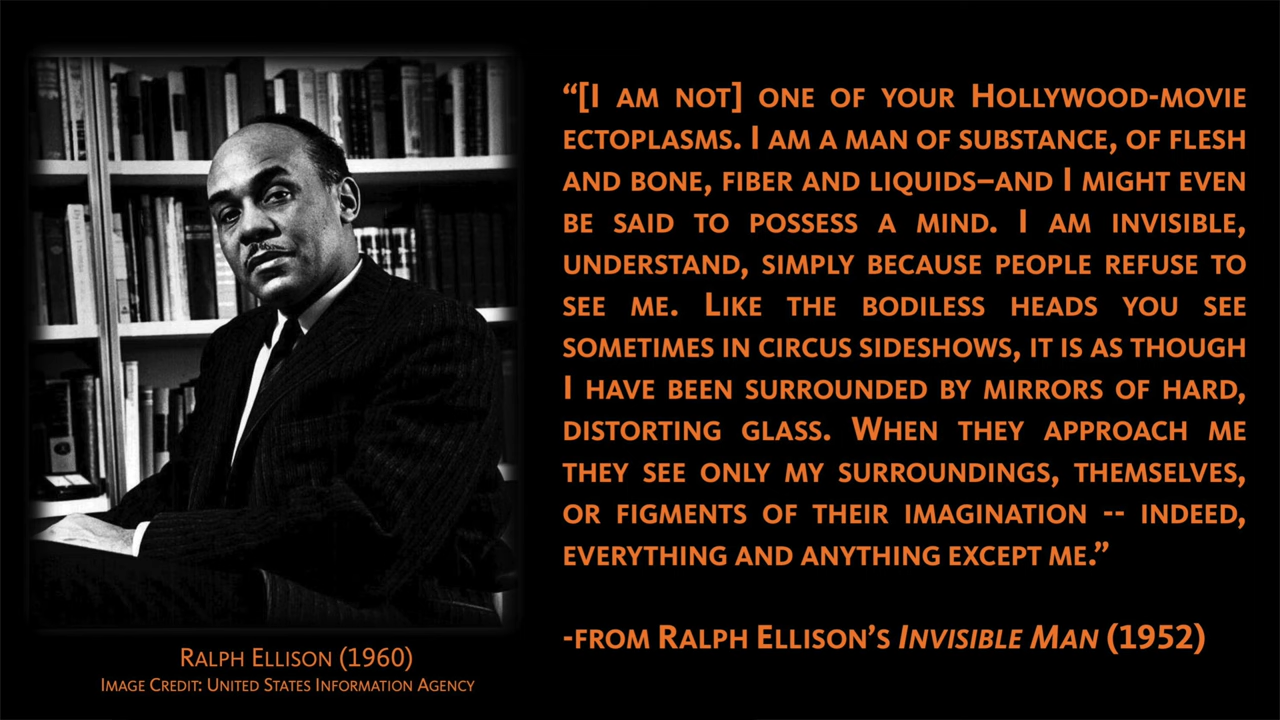 “[I AM NOT] ONE OF YOUR HOLLYWOOD-MOVIE
ECTOPLASMS. I AM A MAN OF SUBSTANCE, OF FLESH
AND BONE, FIBER AND LIQUIDS–AND I MIGHT EVEN
BE SAID TO POSSESS A MIND. I AM INVISIBLE,
UNDERSTAND, SIMPLY BECAUSE PEOPLE REFUSE TO
SEE ME. LIKE THE BODILESS HEADS YOU SEE
SOMETIMES IN CIRCUS SIDESHOWS, IT IS AS THOUGH
I HAVE BEEN SURROUNDED BY MIRRORS OF HARD,
DISTORTING GLASS. WHEN THEY APPROACH ME
THEY SEE ONLY MY SURROUNDINGS, THEMSELVES,
OR FIGMENTS OF THEIR IMAGINATION -- INDEED,
EVERYTHING AND ANYTHING EXCEPT ME.”
-FROM RALPH ELLISON’S INVISIBLE MAN (1952)
RALPH ELLISON (1960)
IMAGE CREDIT: UNITED STATES INFORMATION AGENCY